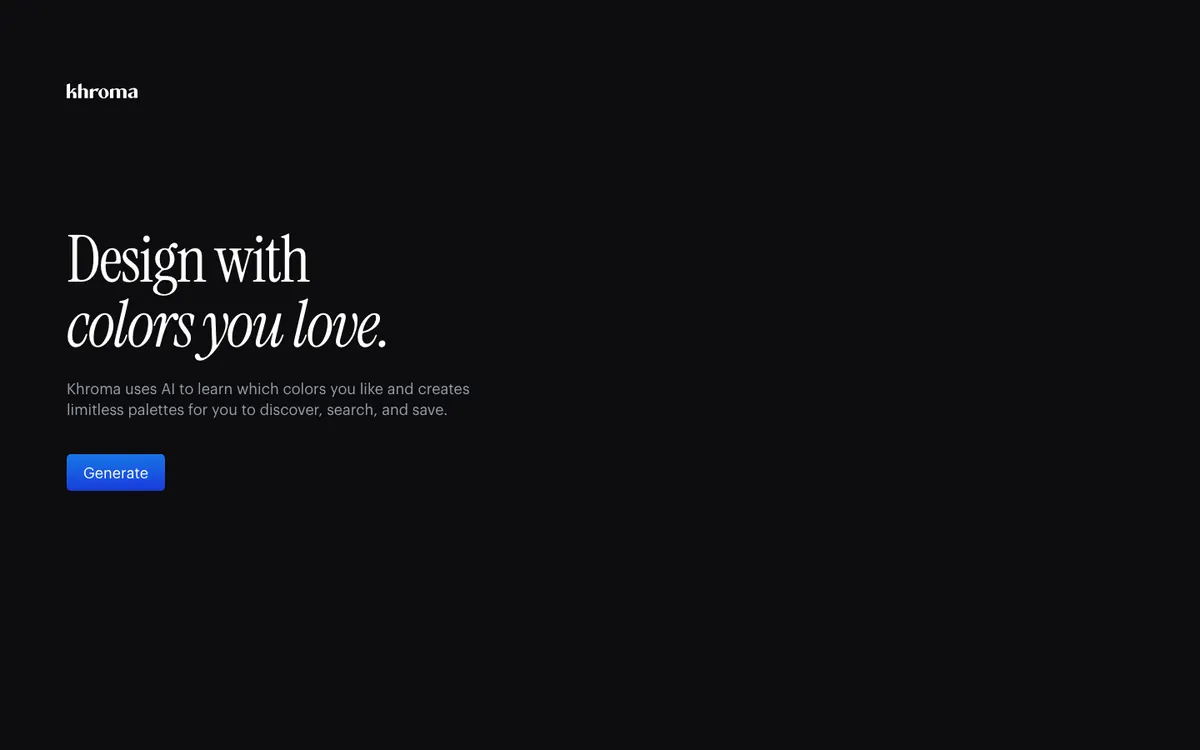 khroma
Design with
colors you love.
Khroma uses AI to learn which colors you like and creates
limitless palettes for you to discover, search, and save.
Generate